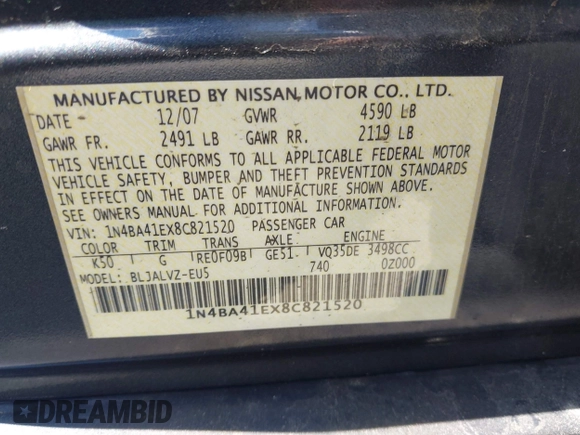 MANUFACTURED BY NISSAN MOTOR CO., LTD.
DATE 12/07 GVWR 4590 LB
GAWR FR. 2491 LB GAWR RR. 2119 LB
THIS VEHICLE CONFORMS TO ALL APPLICABLE FEDERAL MOTOR
VEHICLE SAFETY, BUMPER AND THEFT PREVENTION STANDARDS
IN EFFECT ON THE DATE OF MANUFACTURE SHOWN ABOVE.
SEE OWNERS MANUAL FOR ADDITIONAL INFORMATION.
VIN: 1N4BA41EX8C821520 PASSENGER CAR
COLOR TRIM TRANS AXLE ENGINE
K50 G RE0F09B GE51 VQ35DE 3498CC
MODEL: BLJALVZ-EU5 740 0Z000
1N4BA41EX8C821520
DREAMBID